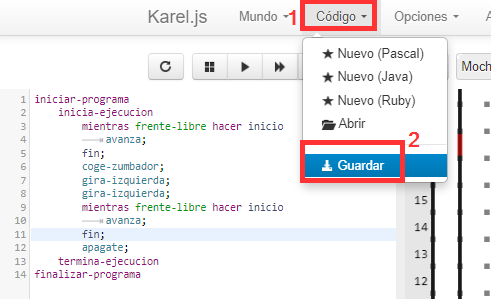 Karel.js Mundo 1 Código Opciones
Moch
★ Nuevo (Pascal)
★ Nuevo (Java)
★ Nuevo (Ruby)
Abrir
2
Guardar
1 iniciar-programa
2 inicia-ejecucion
3 mientras frente-libre hacer inicio
4 avanza;
5 fin;
6 coge-zumbador;
7 gira-izquierda;
8 gira-izquierda;
9 mientras frente-libre hacer inicio
10 avanza;
11 fin;
12 apagate;
13 termina-ejecucion
14 finalizar-programa
15
14
13
12